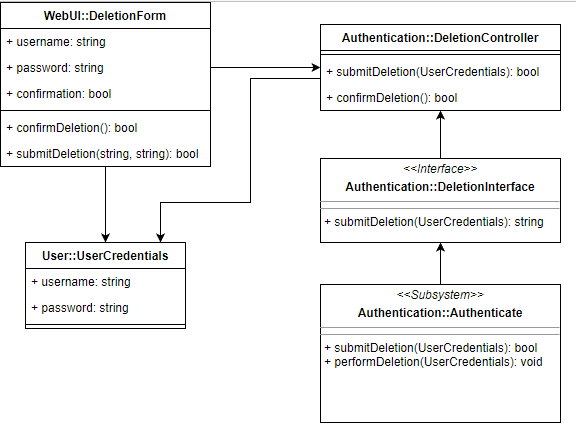 WebUI::DeletionForm
+ username: string
+ password: string
+ confirmation: bool
+ confirmDeletion(): bool
+ submitDeletion(string, string): bool
Authentication::DeletionController
+ submitDeletion(UserCredentials): bool
+ confirmDeletion(): bool
<<Interface>>
Authentication::DeletionInterface
+ submitDeletion(UserCredentials): string
User::UserCredentials
+ username: string
+ password: string
<<Subsystem>>
Authentication::Authenticate
+ submitDeletion(UserCredentials): bool
+ performDeletion(UserCredentials): void